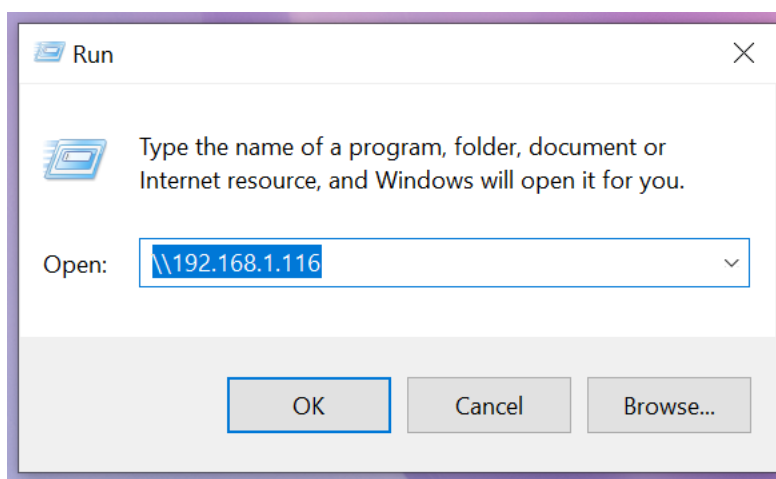 Run
Type the name of a program, folder, document or
Internet resource, and Windows will open it for you.
Open:
\\192.168.1.116
OK
Cancel
Browse...